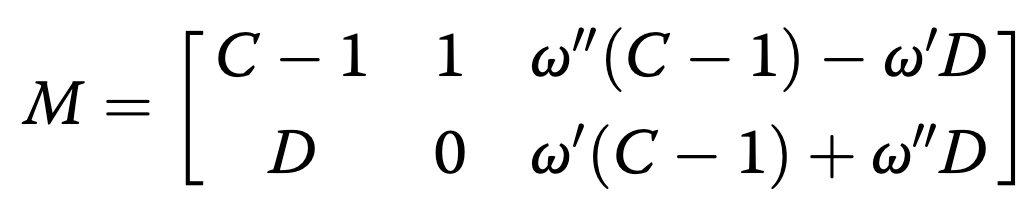 M = [ C − 1 1 ω″(C − 1) − ω′D
D 0 ω′(C − 1) + ω″D ]